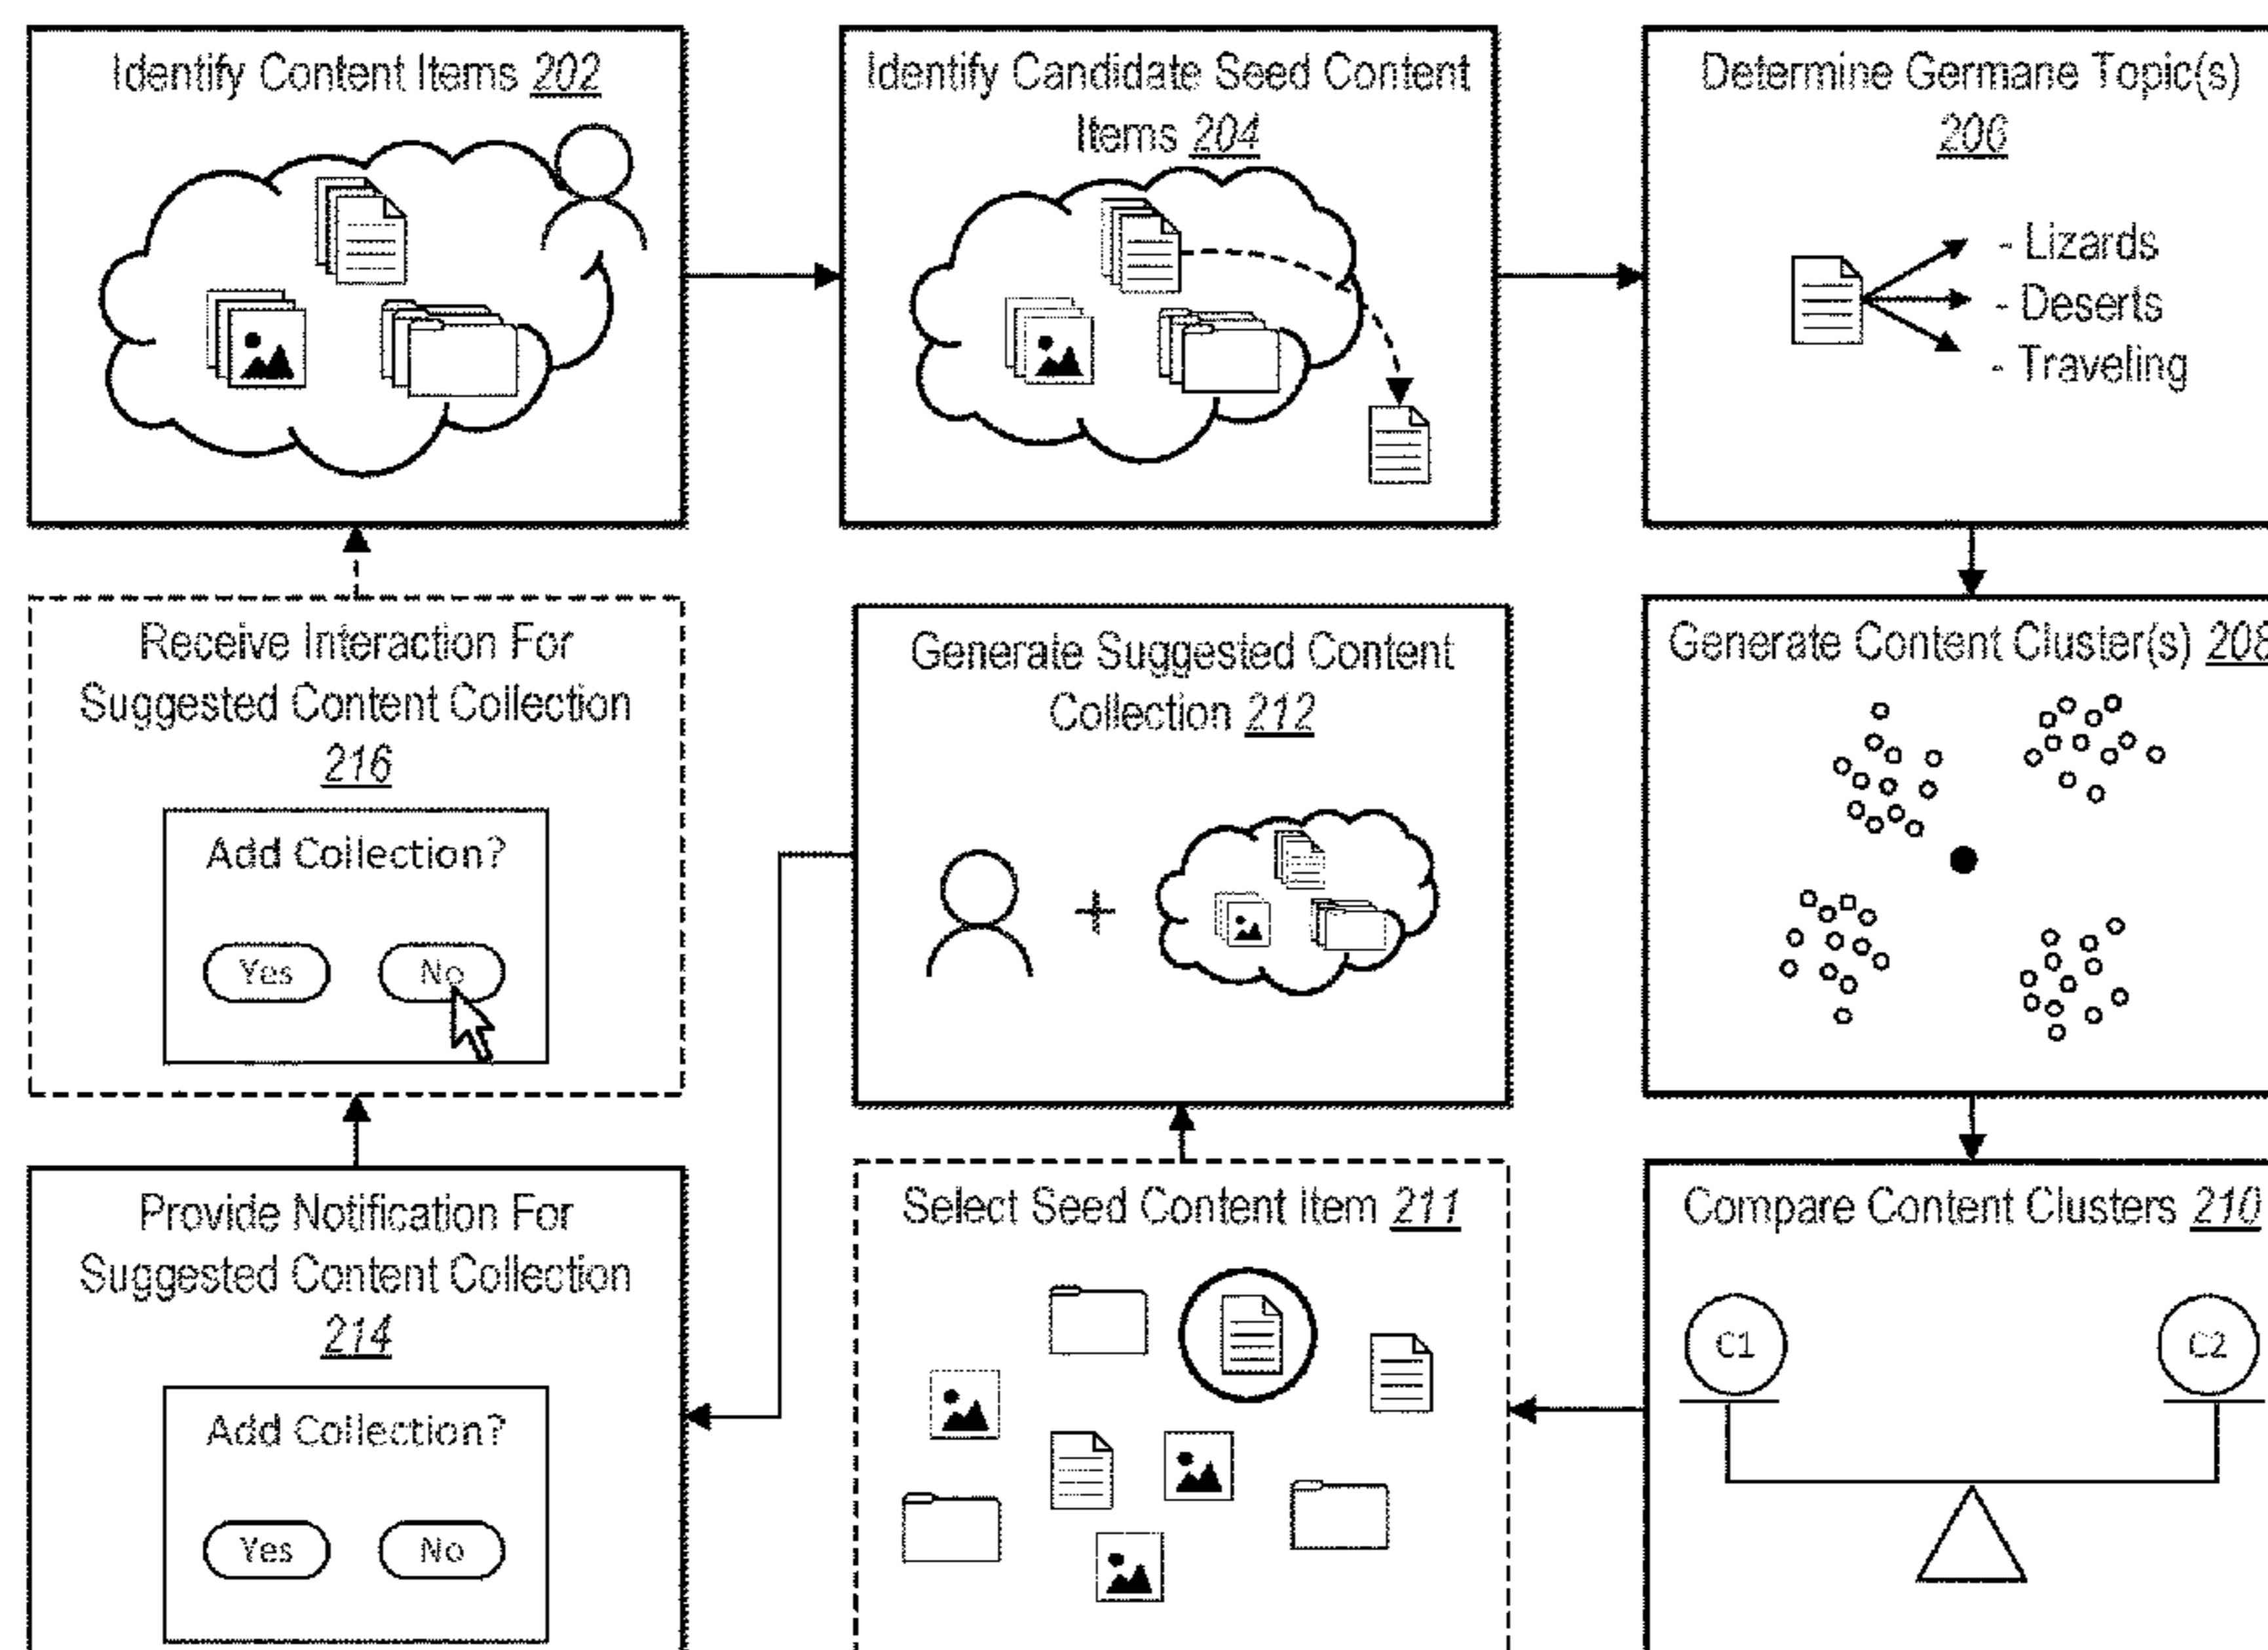 Identify Content Items 202
Identify Candidate Seed Content
Items 204
Determine Germane Topic(s)
206
- Lizards
- Deserts
- Traveling
Receive Interaction For
Suggested Content Collection
216
Add Collection?
Yes No
Generate Suggested Content
Collection 212
+
Generate Content Cluster(s) 208
Provide Notification For
Suggested Content Collection
214
Add Collection?
Yes No
Select Seed Content Item 211
Compare Content Clusters 210
C1 C2